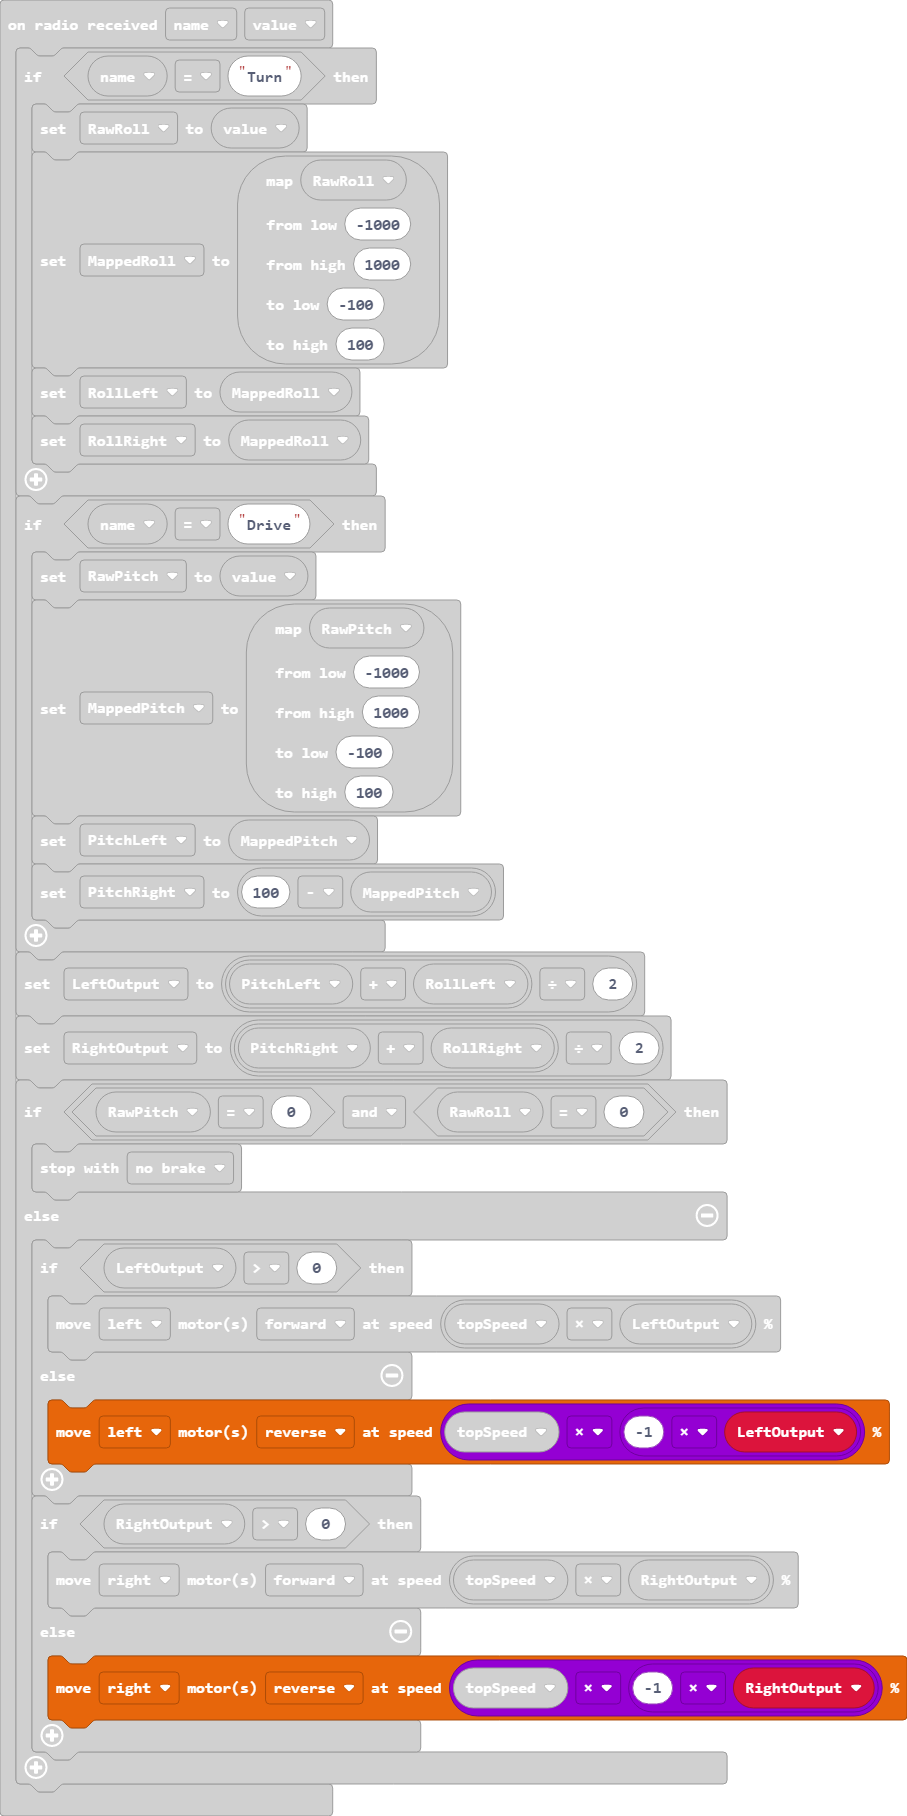 on radio received name value
if name = "Turn" then
set RawRoll to value
set MappedRoll to map RawRoll
from low -1000
from high 1000
to low -100
to high 100
set RollLeft to MappedRoll
set RollRight to MappedRoll
if name = "Drive" then
set RawPitch to value
set MappedPitch to map RawPitch
from low -1000
from high 1000
to low -100
to high 100
set PitchLeft to MappedPitch
set PitchRight to 100 - MappedPitch
set LeftOutput to PitchLeft + RollLeft ÷ 2
set RightOutput to PitchRight + RollRight ÷ 2
if RawPitch = 0 and RawRoll = 0 then
stop with no brake
else
if LeftOutput > 0 then
move left motor(s) forward at speed topSpeed × LeftOutput %
else
move left motor(s) reverse at speed topSpeed × -1 × LeftOutput %
if RightOutput > 0 then
move right motor(s) forward at speed topSpeed × RightOutput %
else
move right motor(s) reverse at speed topSpeed × -1 × RightOutput %